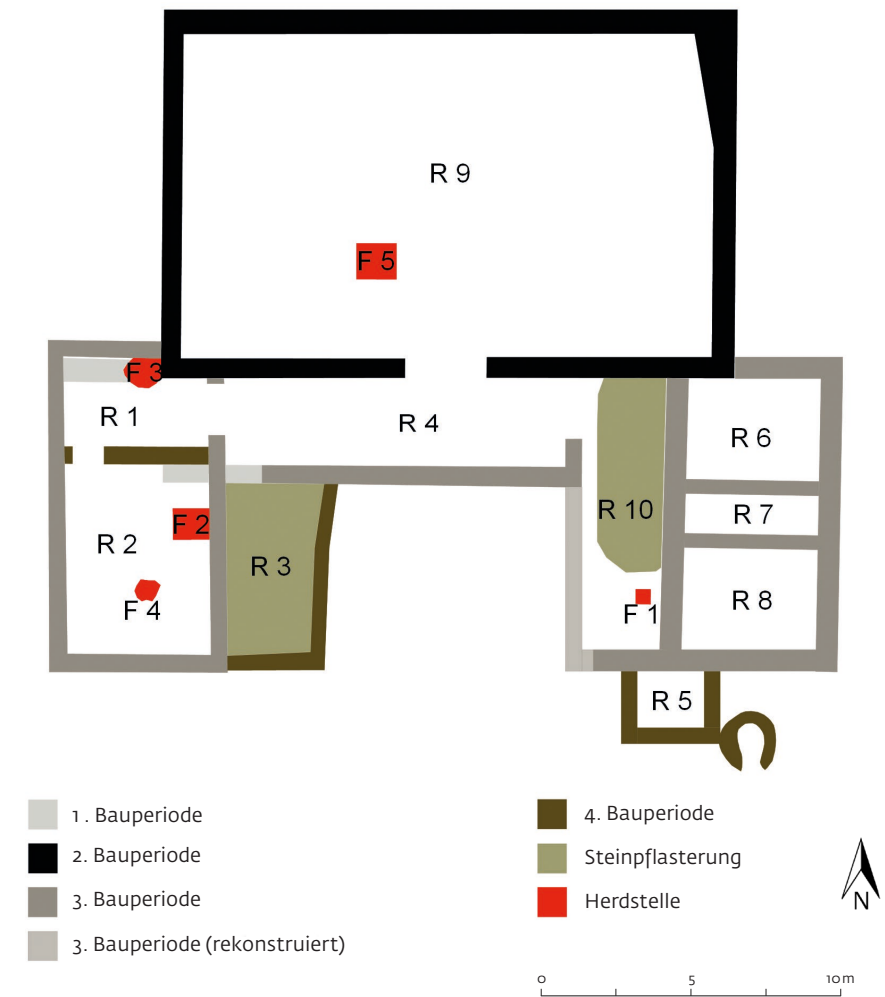 R 9
F 5
F 3
R 1
R 4
R 6
R 10
R 7
F 2
R 2
R 3
R 8
F 4
F 1
R 5
1. Bauperiode
2. Bauperiode
3. Bauperiode
3. Bauperiode (rekonstruiert)
4. Bauperiode
Steinpflasterung
Herdstelle
N
0 5 10m